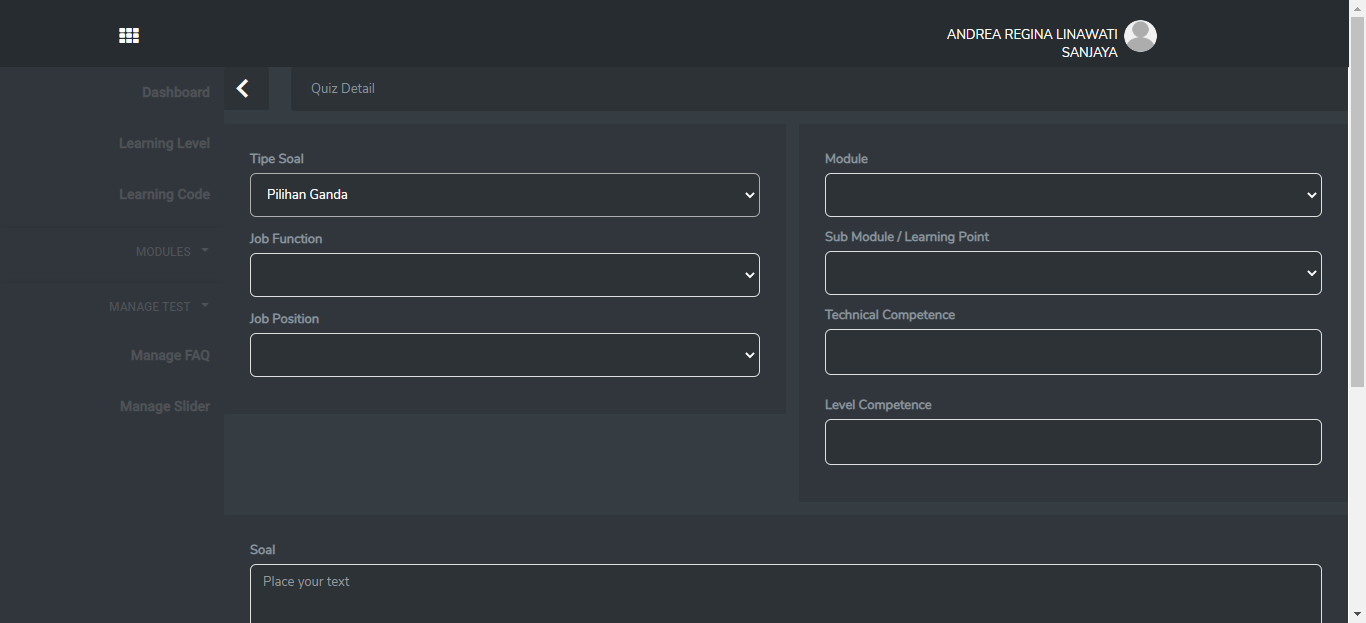 ANDREA REGINA LINAWATI
SANJAYA
Dashboard
Learning Level
Learning Code
MODULES
MANAGE TEST
Manage FAQ
Manage Slider
Quiz Detail
Tipe Soal
Pilihan Ganda
Job Function
Job Position
Module
Sub Module / Learning Point
Technical Competence
Level Competence
Soal
Place your text